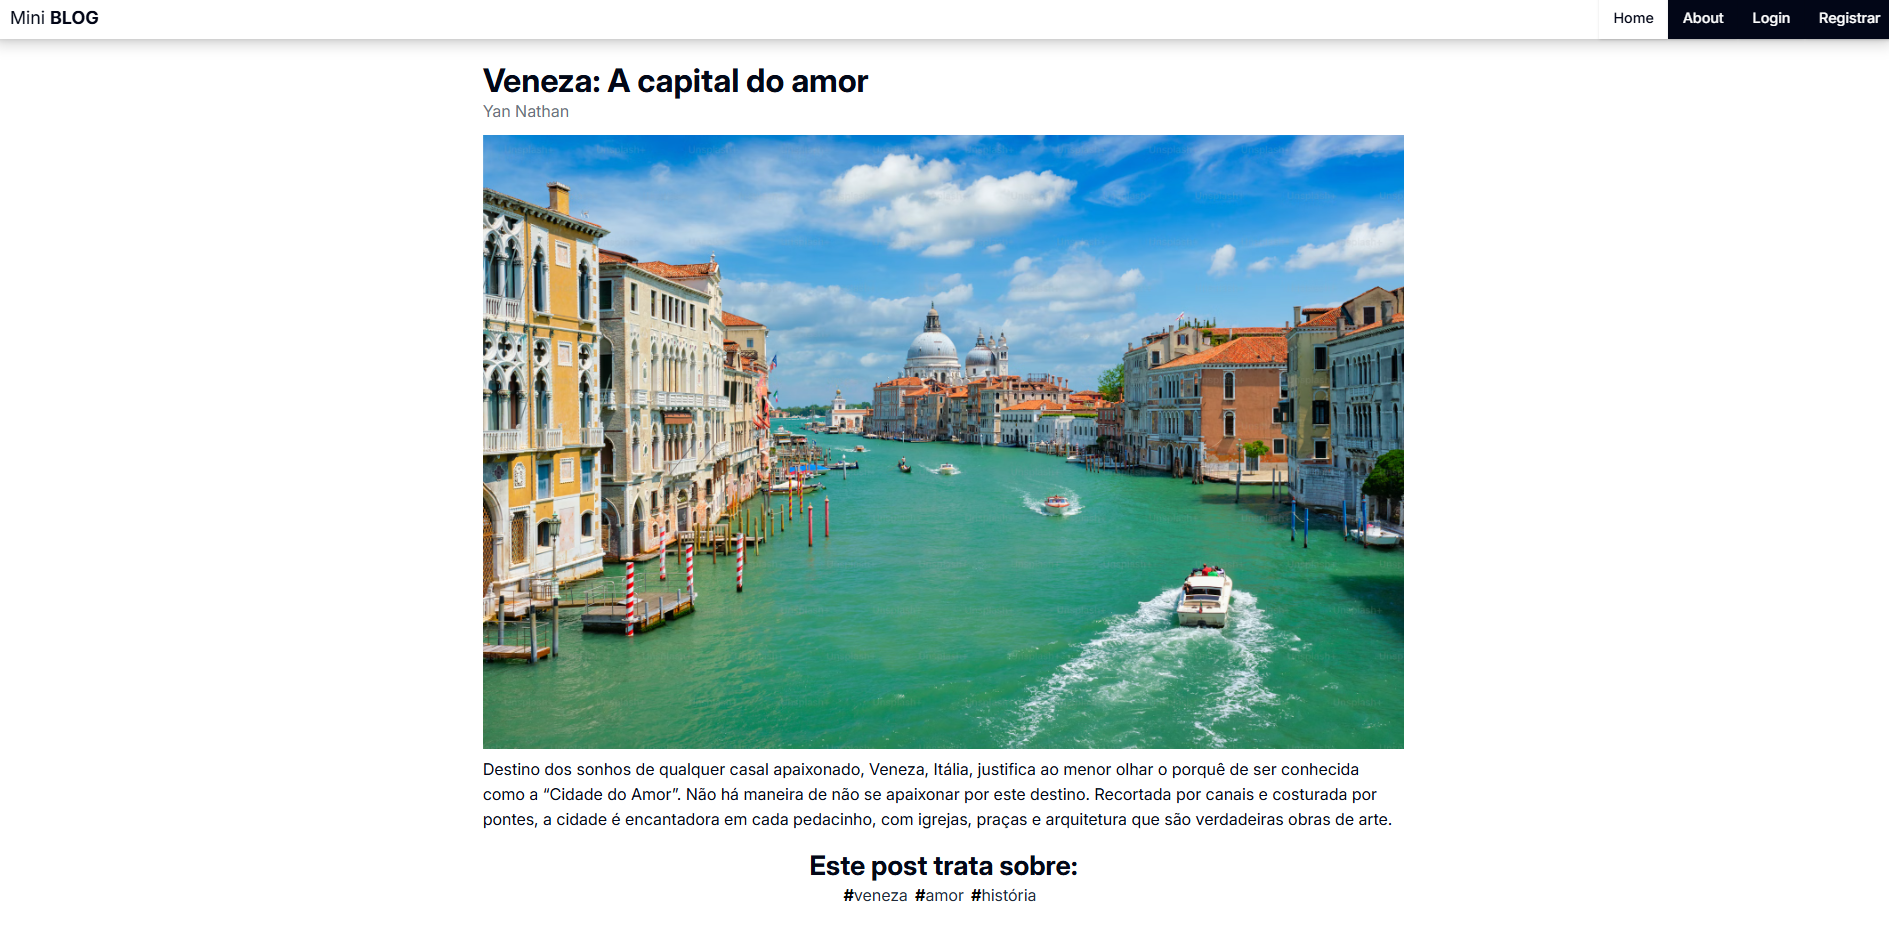 Mini BLOG
Home About Login Registrar
Veneza: A capital do amor
Yan Nathan
Destino dos sonhos de qualquer casal apaixonado, Veneza, Itália, justifica ao menor olhar o porquê de ser conhecida
como a “Cidade do Amor”. Não há maneira de não se apaixonar por este destino. Recortada por canais e costurada por
pontes, a cidade é encantadora em cada pedacinho, com igrejas, praças e arquitetura que são verdadeiras obras de arte.
Este post trata sobre:
#veneza #amor #história